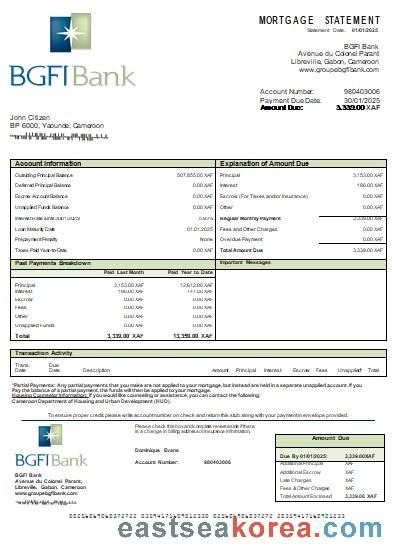 MORTGAGE STATEMENT
Statement Date: 01/01/2025
BGFIBank
BGFI Bank
Avenue du Colonel Parant
Libreville, Gabon, Cameroon
www.groupebgfibank.com
Account Number: 980403006
Payment Due Date: 30/01/2025
Amount Due: 3,339.00 XAF
John Citizen
BP 6000, Yaounde, Cameroon
Account Information
Outstanding Principal Balance 507,855.00 XAF
Deferred Principal Balance 0.00 XAF
Escrow Account Balance 0.00 XAF
Unapplied Funds Balance 0.00 XAF
Loan Maturity Date 01.01.2025
Prepayment Penalty None
Taxes Paid Year-to-Date 0.00 XAF
Explanation of Amount Due
Principal 3,153.00 XAF
Interest 186.00 XAF
Escrow (For Taxes and/or Insurance) 0.00 XAF
Other 0.00 XAF
Regular Monthly Payment 3,339.00 XAF
Fees and Other Charges 0.00 XAF
Overdue Payment 0.00 XAF
Total Amount Due 3,339.00 XAF
Past Payments Breakdown
Paid Last Month Paid Year to Date
Principal 3,153.00 XAF 12,612.00 XAF
Interest 186.00 XAF 777.00 XAF
Escrow 0.00 XAF 0.00 XAF
Fees 0.00 XAF 0.00 XAF
Other 0.00 XAF 0.00 XAF
Unapplied Funds 0.00 XAF 0.00 XAF
Total 3,339.00 XAF 13,359.00 XAF
Important Messages
Transaction Activity
Trans. Date Due Date Description Amount Principal Interest Escrow Fees Unapplied* Total
*Partial Payments: Any partial payments that you make are not applied to your mortgage, but instead are held in a separate unapplied account. If you
Pay the balance of a partial payment, the funds will then be applied to your mortgage.
Housing Counselor Information: If you would like counseling or assistance, you can contact the following:
Cameroon Department of Housing and Urban Development (HUD).
To ensure proper credit please write account number on check and return this stub along with your payment in envelope provided.
BGFIBank
BGFI Bank
Avenue du Colonel Parant,
Libreville, Gabon, Cameroon
www.groupebgfibank.com
Please check this box and complete reverse side if there
is a change in billing address or insurance information
Dominique Evans
Account Number: 980403006
Amount Due
Due By 01/01/2025: 3,339.00XAF
Additional Principal XAF
Additional Escrow XAF
Late Charges XAF
Fees & Other Charges XAF
Total Amount Enclosed 3,339.00 XAF
eastseakorea.com